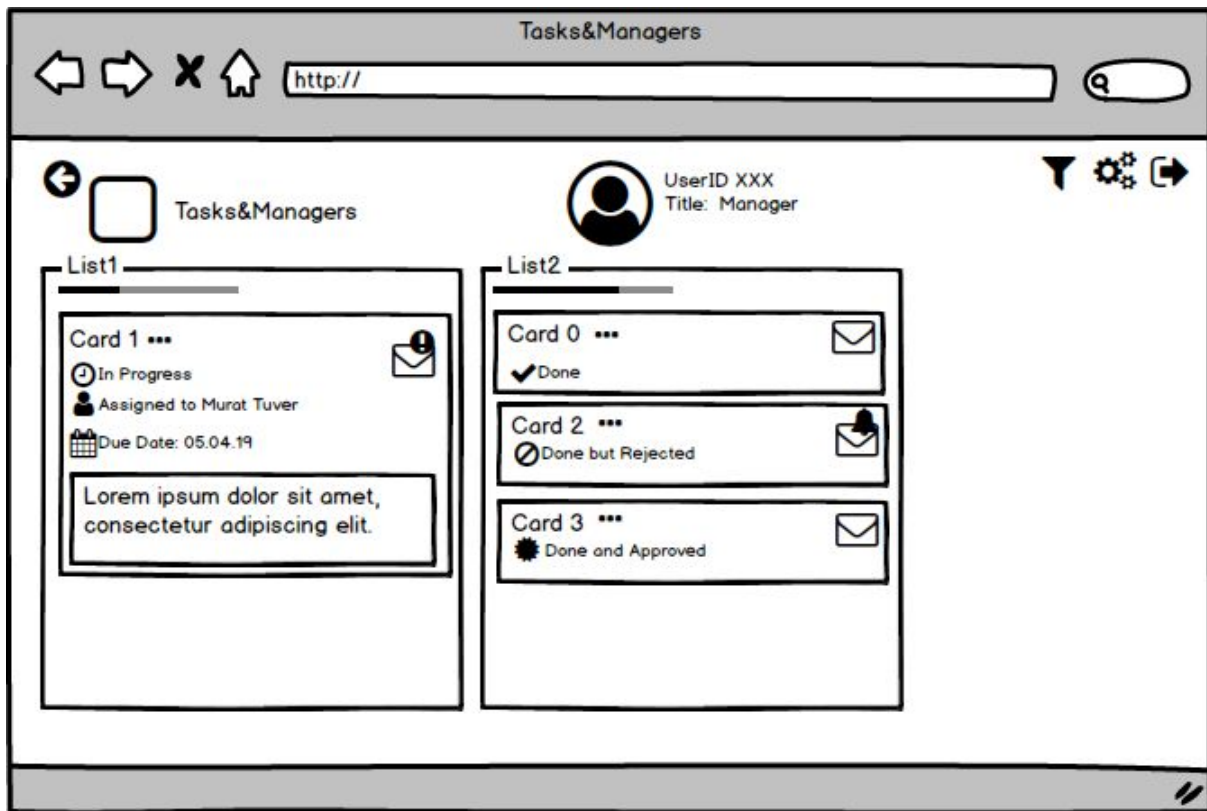 Tasks&Managers
http://
UserID XXX
Title: Manager
Tasks&Managers
List1
Card 1 •••
In Progress
Assigned to Murat Tuver
Due Date: 05.04.19
Lorem ipsum dolor sit amet,
consectetur adipiscing elit.
List2
Card 0 •••
Done
Card 2 •••
Done but Rejected
Card 3 •••
Done and Approved